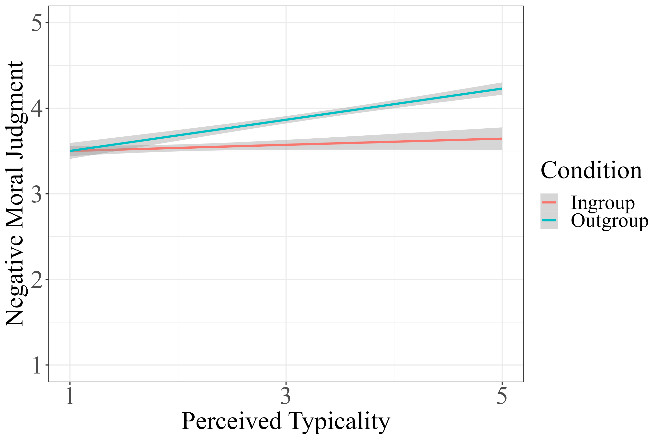 5
4
3
2
1
Negative Moral Judgment
1 3 5
Perceived Typicality
Condition
Ingroup
Outgroup